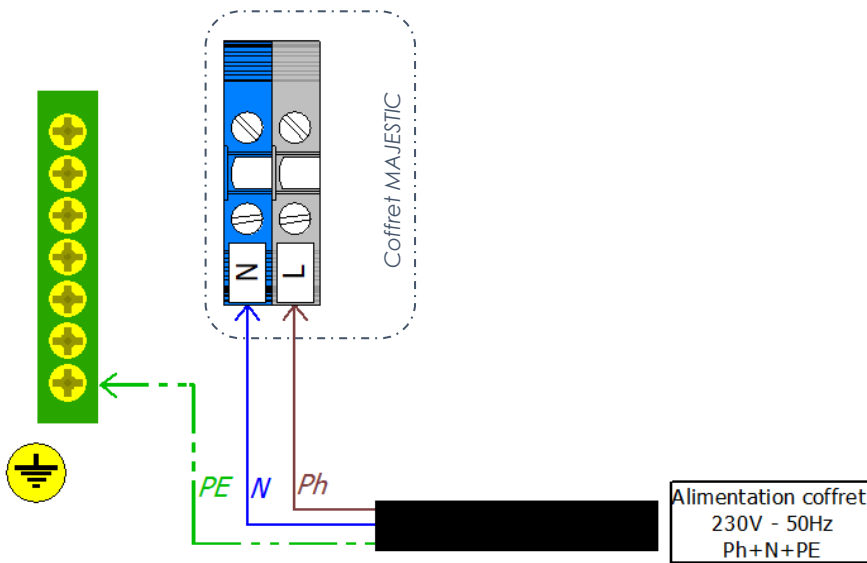 Coffret MAJESTIC
N
L
PE
N
Ph
Alimentation coffret
230V - 50Hz
Ph+N+PE